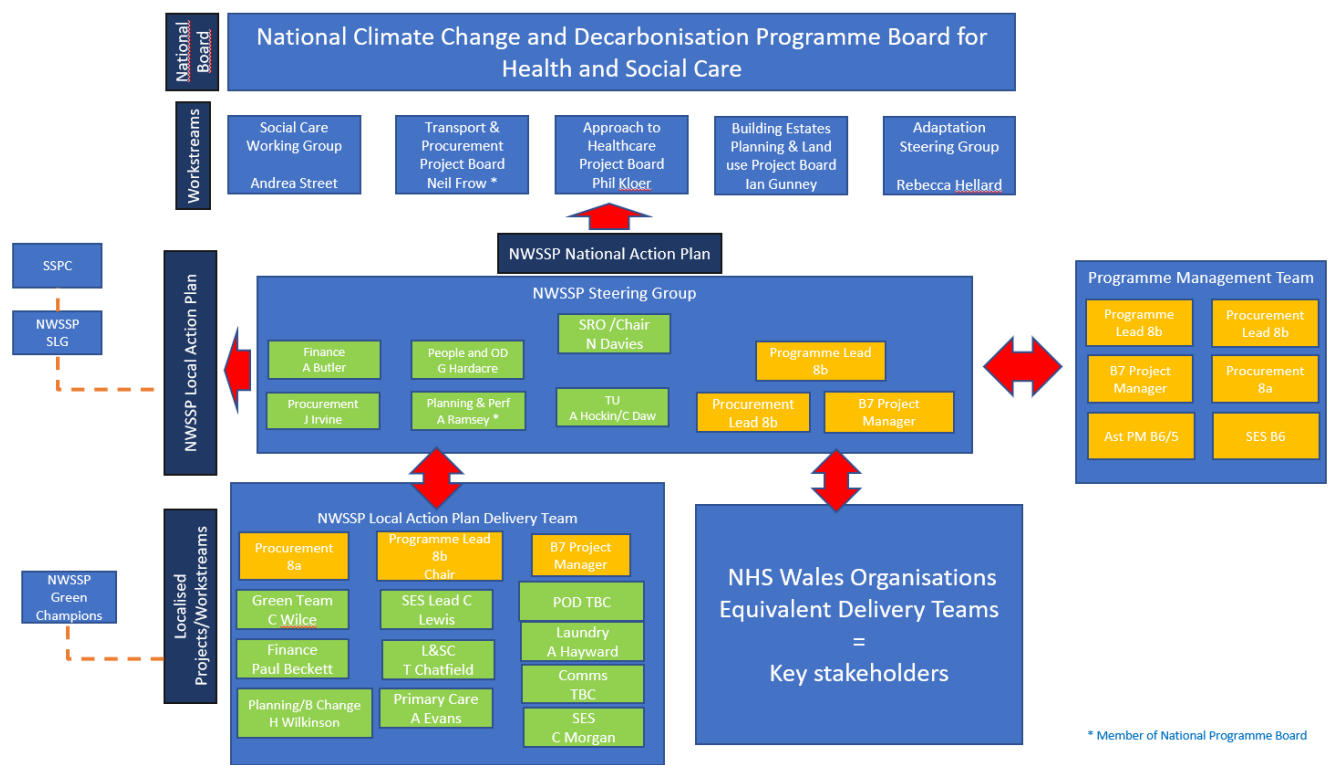 National
Board
National Climate Change and Decarbonisation Programme Board for
Health and Social Care
Workstreams
Social Care
Working Group
Andrea Street
Transport &
Procurement
Project Board
Neil Frow *
Approach to
Healthcare
Project Board
Phil Kloer
Building Estates
Planning & Land
use Project Board
Ian Gunney
Adaptation
Steering Group
Rebecca Hellard
SSPC
NWSSP
SLG
NWSSP Local Action Plan
NWSSP National Action Plan
NWSSP Steering Group
SRO /Chair
N Davies
Finance
A Butler
People and OD
G Hardacre
Programme Lead
8b
Procurement
J Irvine
Planning & Perf
A Ramsey *
TU
A Hockin/C Daw
Procurement
Lead 8b
B7 Project
Manager
Programme Management Team
Programme
Lead 8b
Procurement
Lead 8b
B7 Project
Manager
Procurement
8a
Ast PM B6/5
SES B6
NWSSP
Green
Champions
Localised
Projects/Workstreams
NWSSP Local Action Plan Delivery Team
Procurement
8a
Programme Lead
8b
Chair
B7 Project
Manager
Green Team
C Wilce
SES Lead C
Lewis
POD TBC
Finance
Paul Beckett
L&SC
T Chatfield
Laundry
A Hayward
Planning/B Change
H Wilkinson
Primary Care
A Evans
Comms
TBC
SES
C Morgan
NHS Wales Organisations
Equivalent Delivery Teams
=
Key stakeholders
* Member of National Programme Board